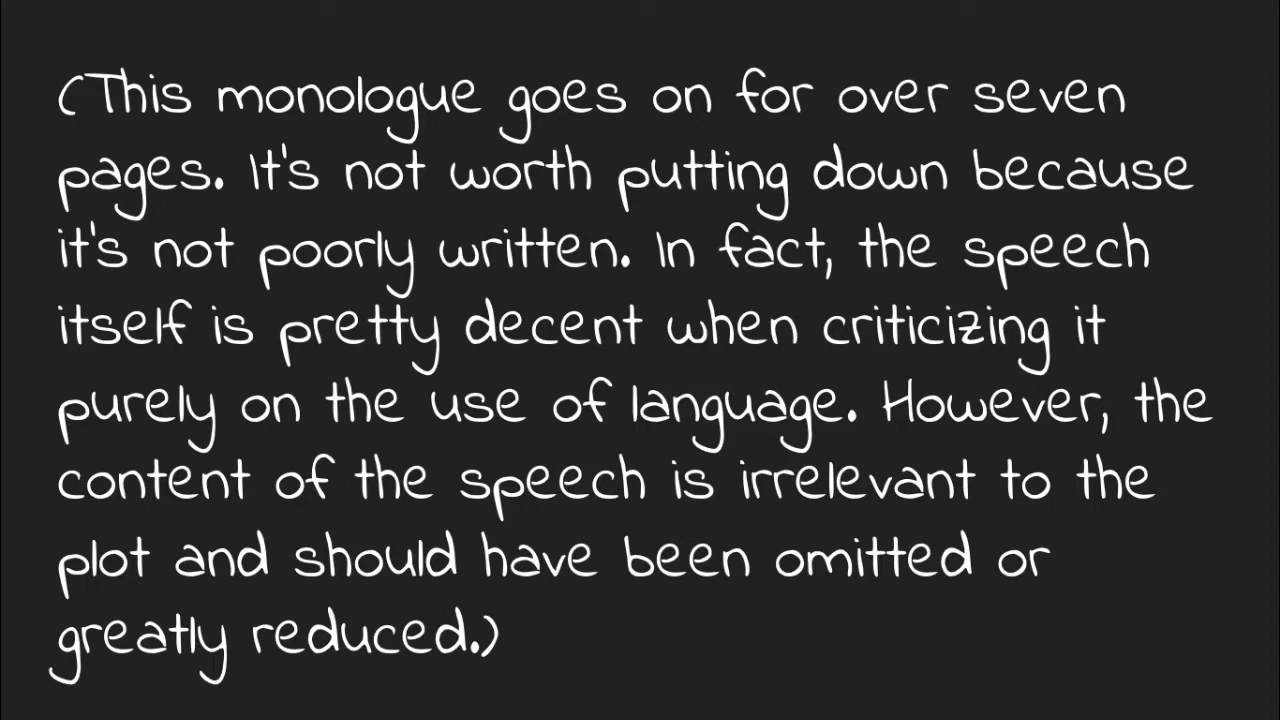 (This monologue goes on for over seven
pages. It's not worth putting down because
it's not poorly written. In fact, the speech
itself is pretty decent when criticizing it
purely on the use of language. However, the
content of the speech is irrelevant to the
plot and should have been omitted or
greatly reduced.)